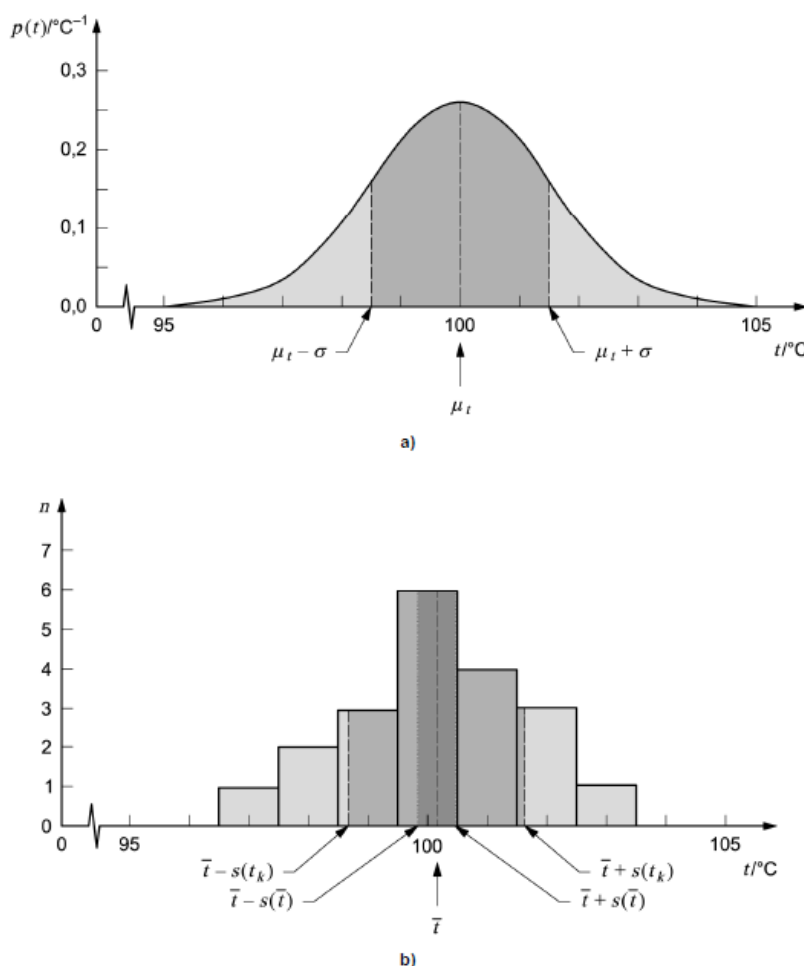 p(t)/°C⁻¹
0,3
0,2
0,1
0,0
0 95 100 105
μₜ – σ μₜ + σ t/°C
μₜ
a)
n
7
6
5
4
3
2
1
0
0 95 100 105
t̅ – s(tₖ) t̅ + s(tₖ) t/°C
t̅ – s(t̅) t̅ + s(t̅)
t̅
b)